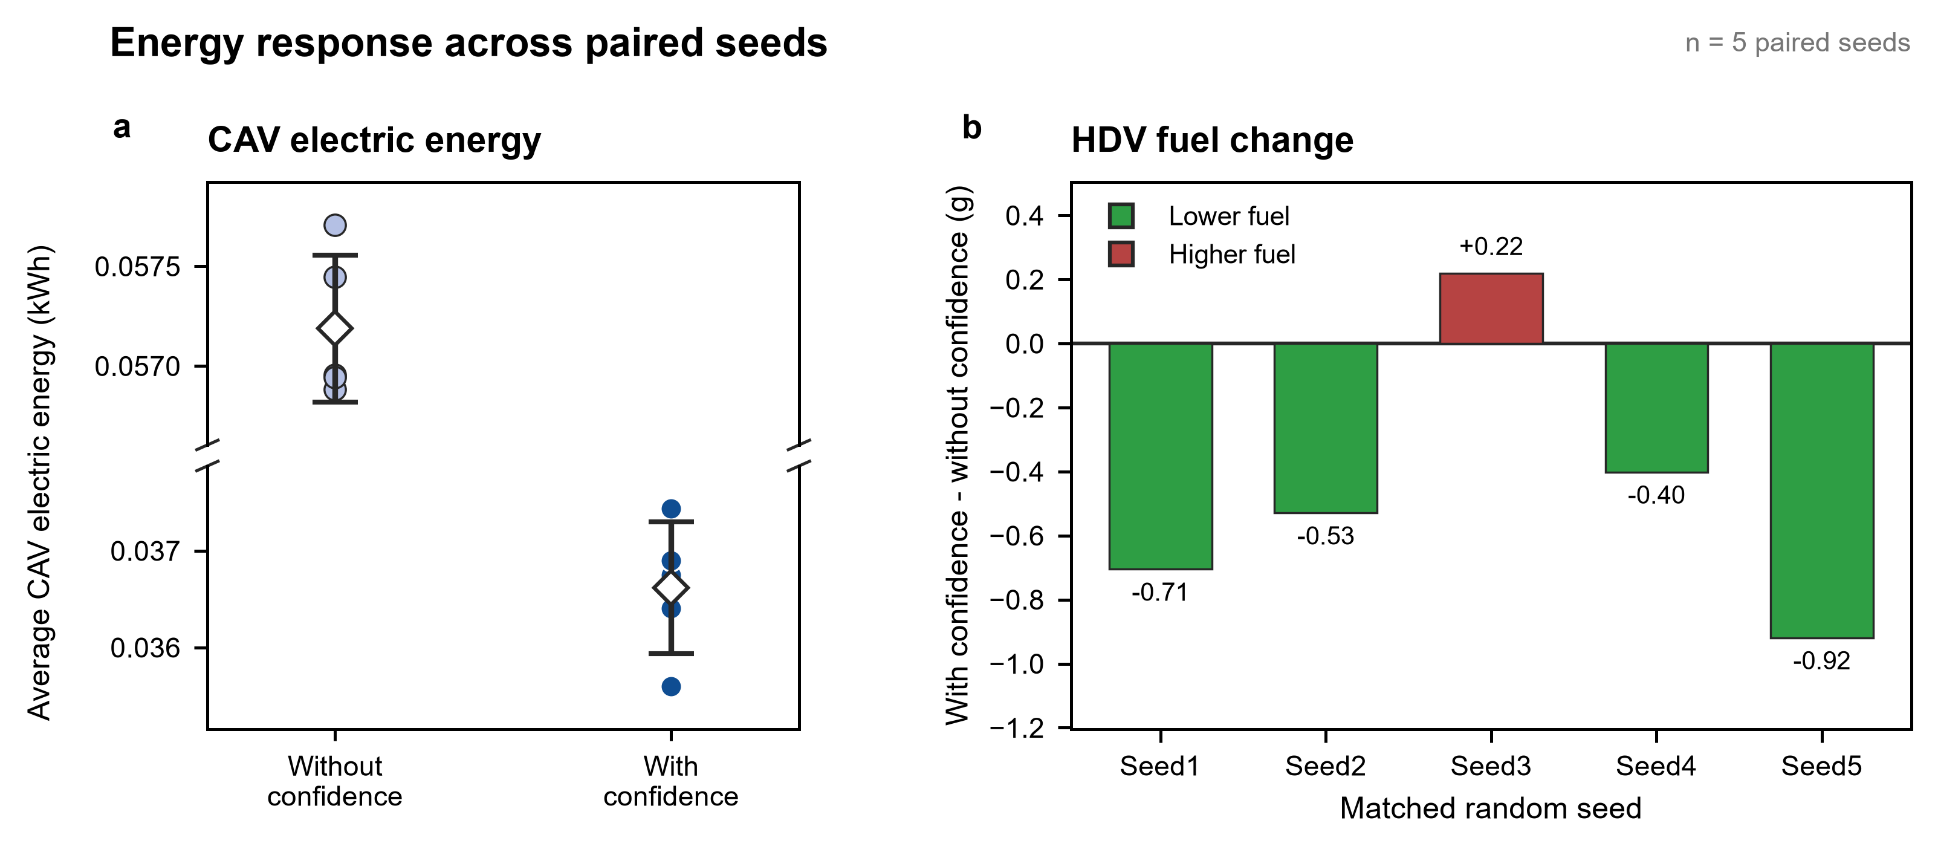 Energy response across paired seeds
n = 5 paired seeds
a
CAV electric energy
Average CAV electric energy (kWh)
0.0575
0.0570
0.037
0.036
Without
confidence
With
confidence
b
HDV fuel change
With confidence - without confidence (g)
0.4
0.2
0.0
−0.2
−0.4
−0.6
−0.8
−1.0
−1.2
Lower fuel
Higher fuel
-0.71
-0.53
+0.22
-0.40
-0.92
Seed1
Seed2
Seed3
Seed4
Seed5
Matched random seed